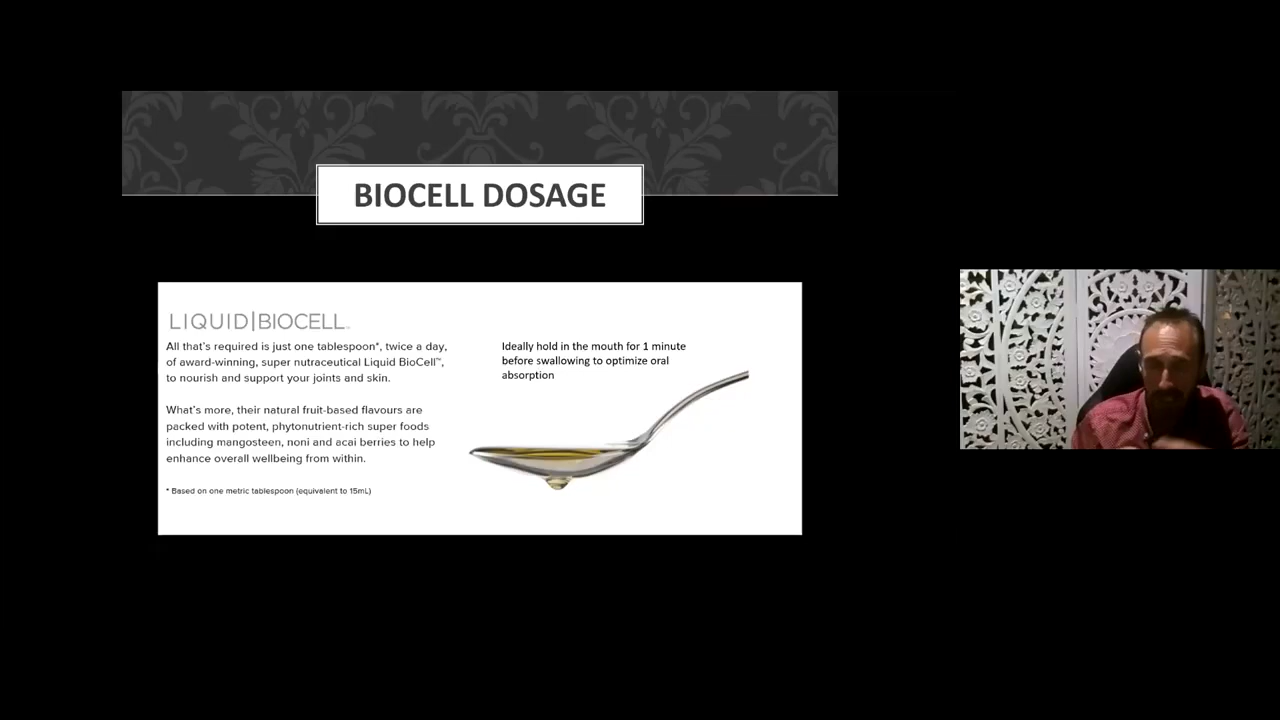 BIOCELL DOSAGE
LIQUID|BIOCELL™
All that's required is just one tablespoon*, twice a day,
of award-winning, super nutraceutical Liquid BioCell™,
to nourish and support your joints and skin.
What's more, their natural fruit-based flavours are
packed with potent, phytonutrient-rich super foods
including mangosteen, noni and acai berries to help
enhance overall wellbeing from within.
* Based on one metric tablespoon (equivalent to 15mL)
Ideally hold in the mouth for 1 minute
before swallowing to optimize oral
absorption